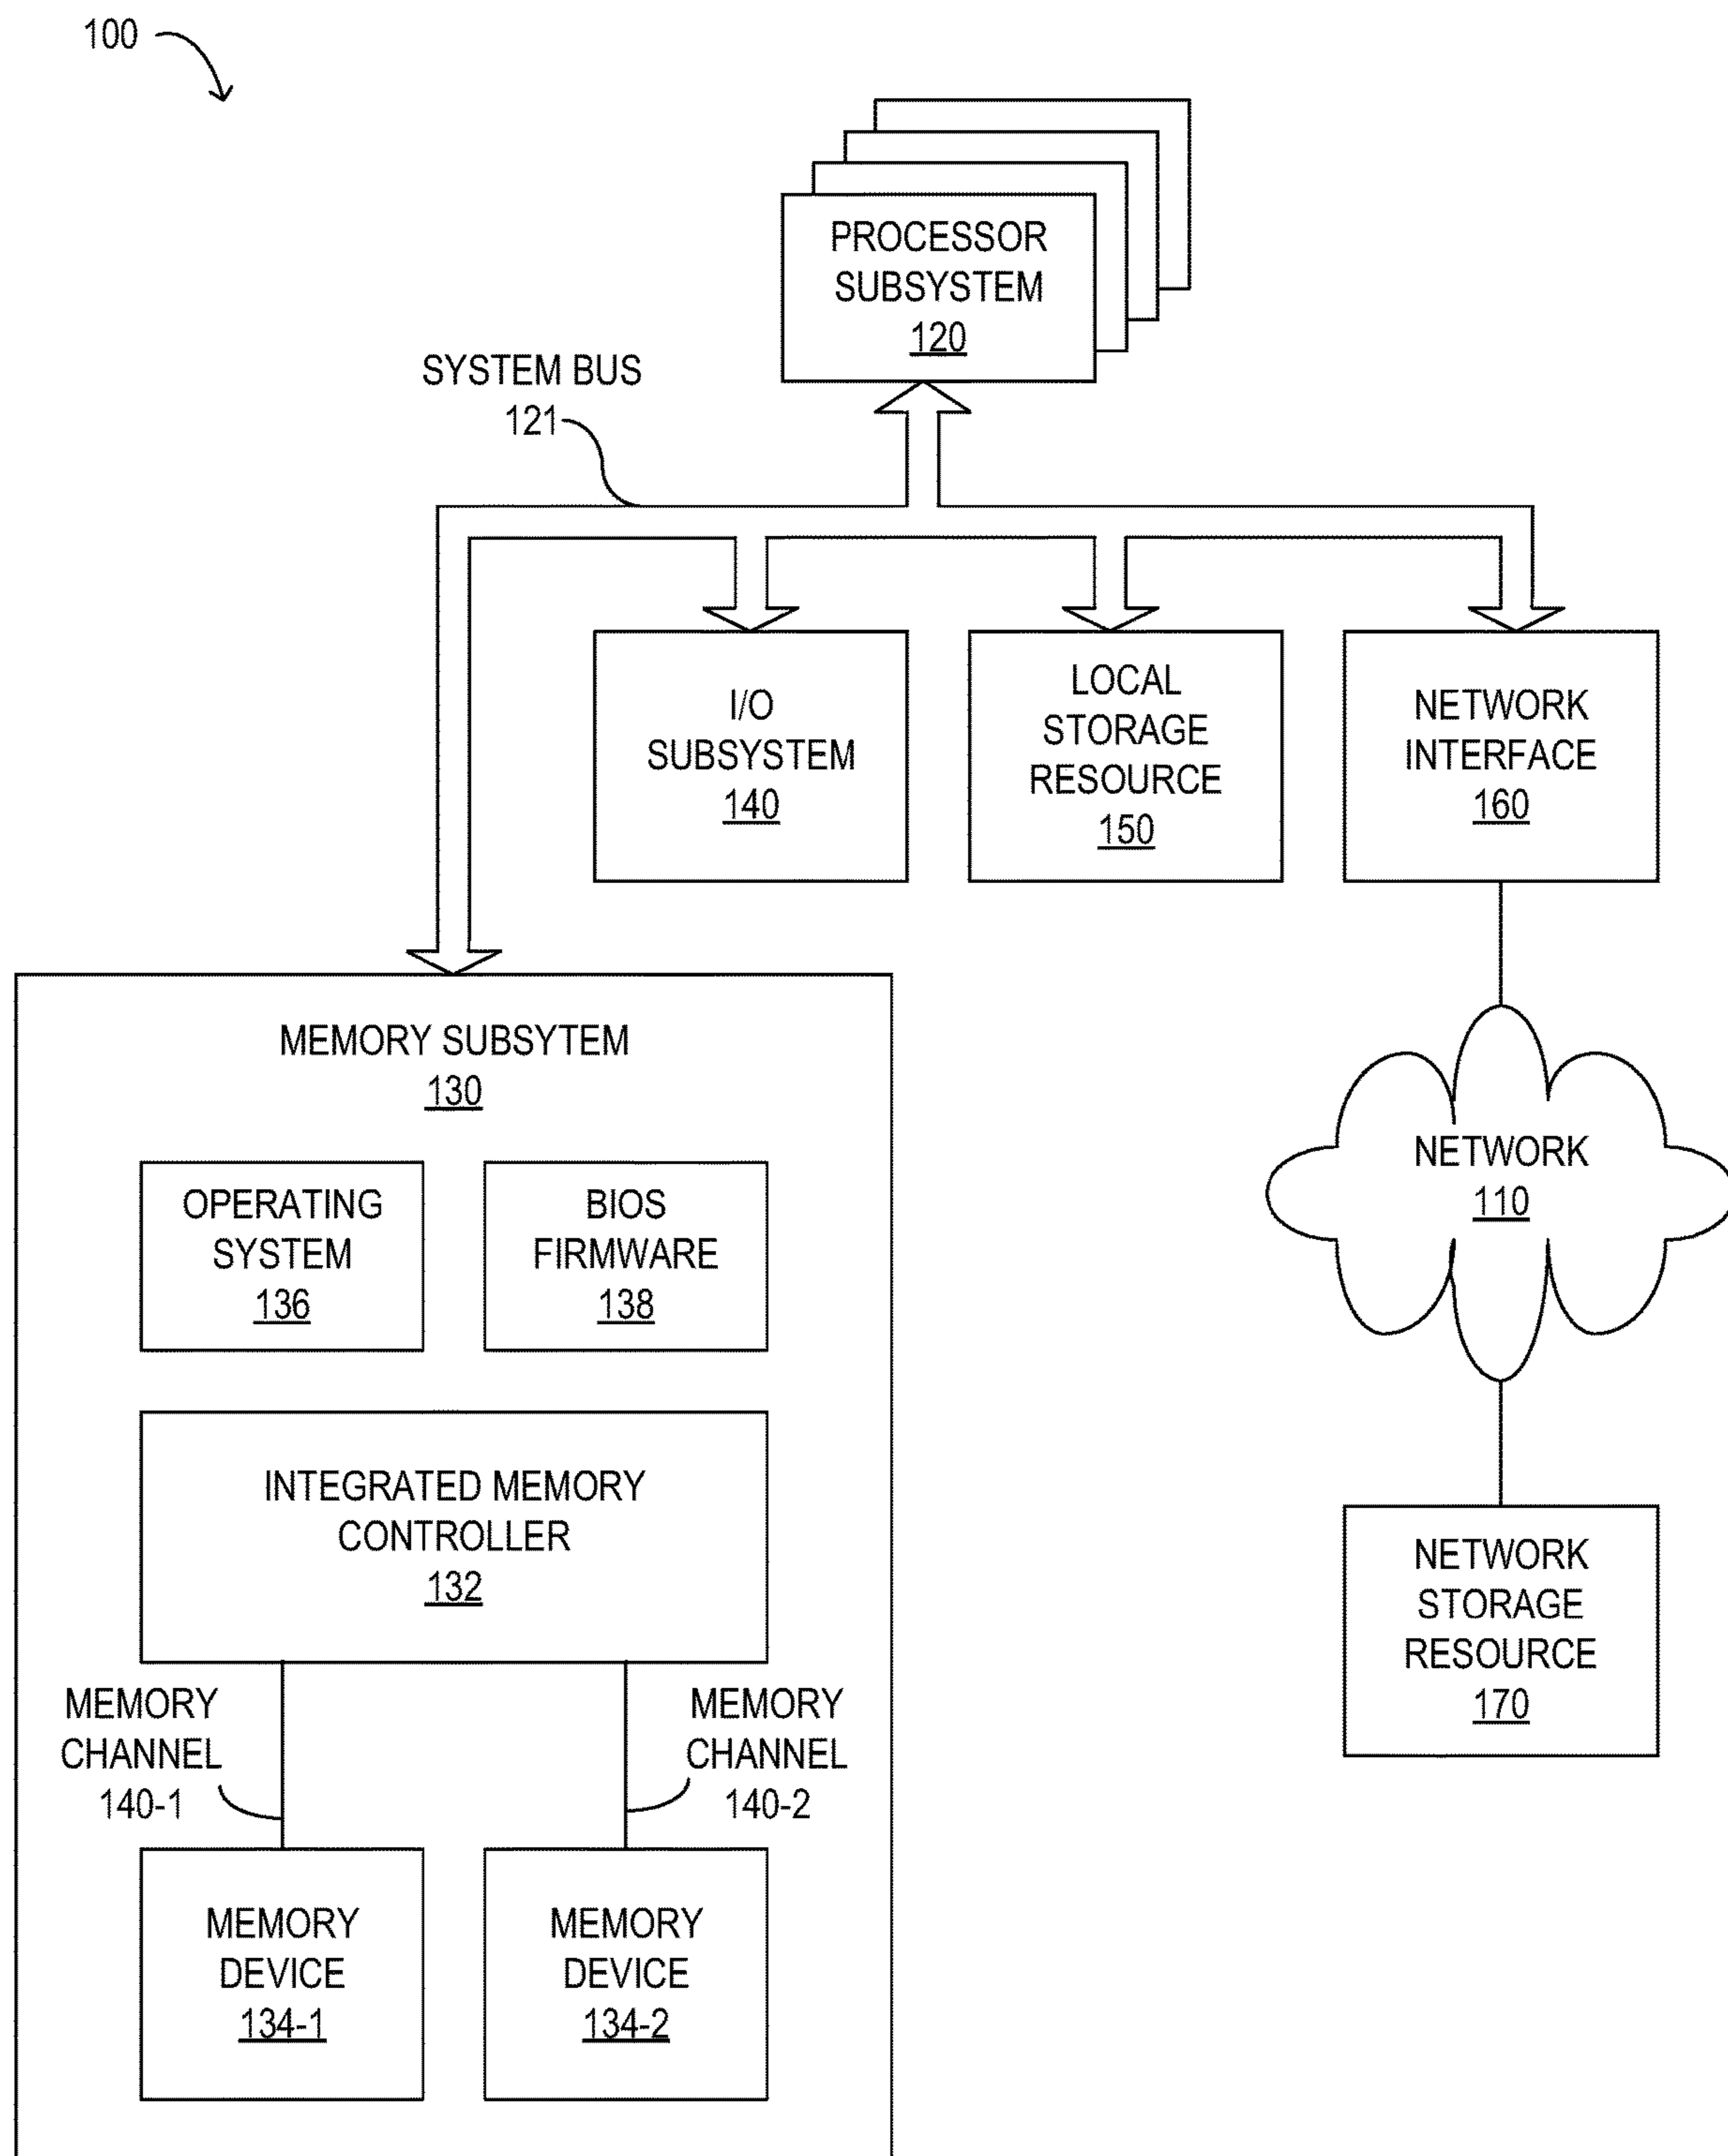 100
PROCESSOR
SUBSYSTEM
120
SYSTEM BUS
121
I/O
SUBSYSTEM
140
LOCAL
STORAGE
RESOURCE
150
NETWORK
INTERFACE
160
MEMORY SUBSYTEM
130
OPERATING
SYSTEM
136
BIOS
FIRMWARE
138
INTEGRATED MEMORY
CONTROLLER
132
MEMORY
CHANNEL
140-1
MEMORY
CHANNEL
140-2
MEMORY
DEVICE
134-1
MEMORY
DEVICE
134-2
NETWORK
110
NETWORK
STORAGE
RESOURCE
170